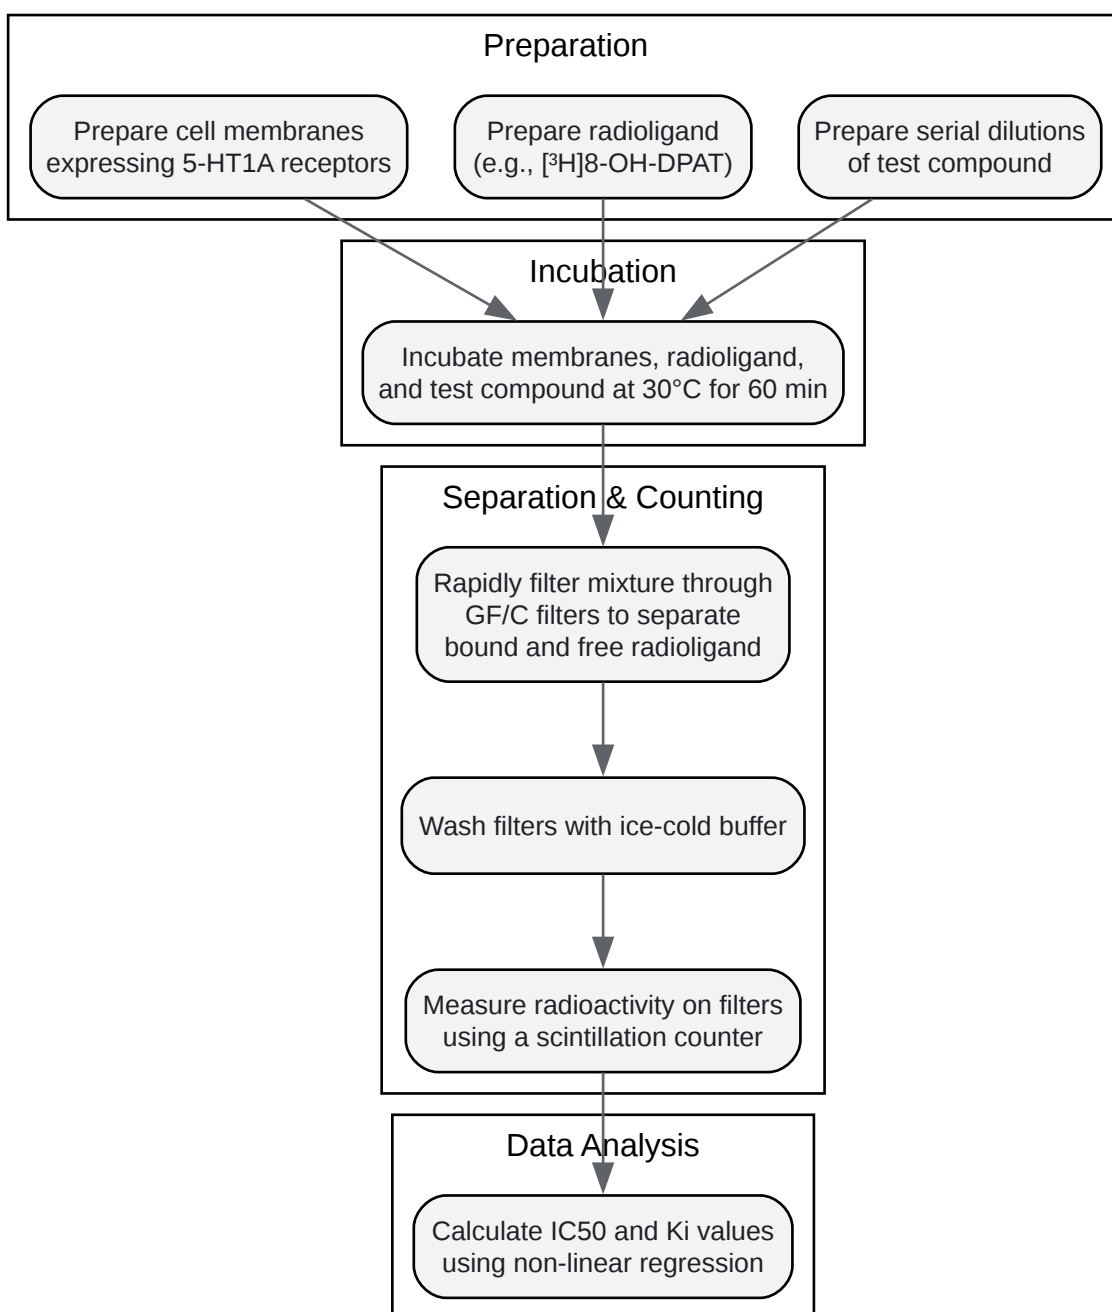 Preparation
Prepare cell membranes
expressing 5-HT1A receptors
Prepare radioligand
(e.g., [³H]8-OH-DPAT)
Prepare serial dilutions
of test compound
Incubation
Incubate membranes, radioligand,
and test compound at 30°C for 60 min
Separation & Counting
Rapidly filter mixture through
GF/C filters to separate
bound and free radioligand
Wash filters with ice-cold buffer
Measure radioactivity on filters
using a scintillation counter
Data Analysis
Calculate IC50 and Ki values
using non-linear regression